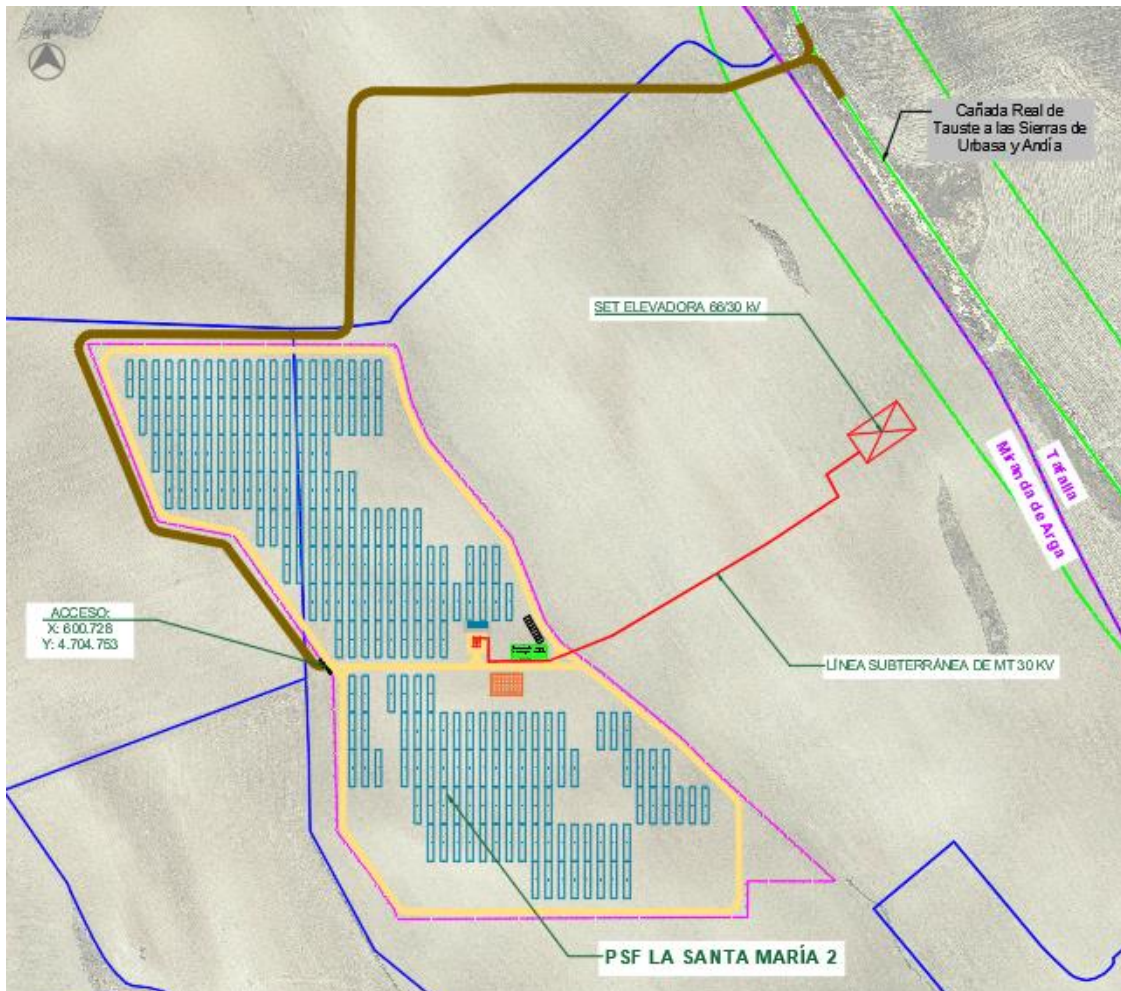 N
Cañada Real de
Tauste a las Sierras de
Urbasa y Andía
SET ELEVADORA 66/30 kV
Tafalla
Miranda de Arga
ACCESO:
X: 600.728
Y: 4.704.753
LÍNEA SUBTERRÁNEA DE MT 30 KV
PSF LA SANTA MARÍA 2